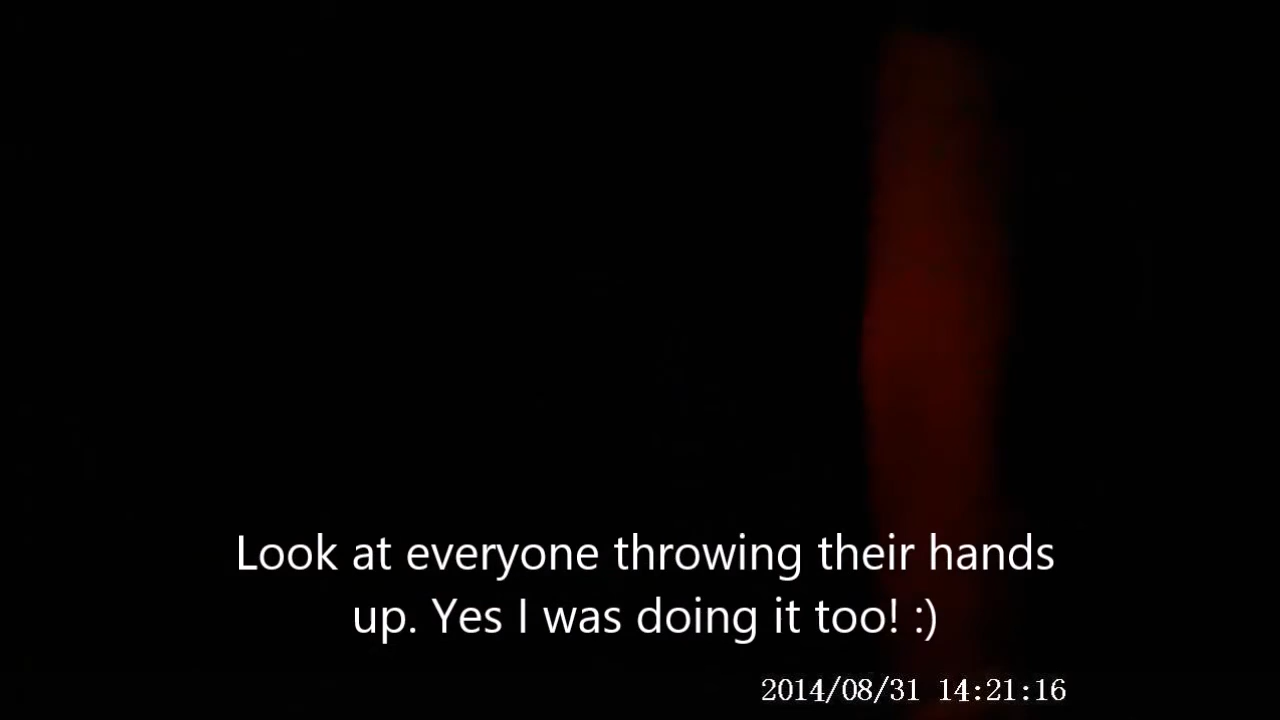 Look at everyone throwing their hands
up. Yes I was doing it too! :)
2014/08/31 14:21:16